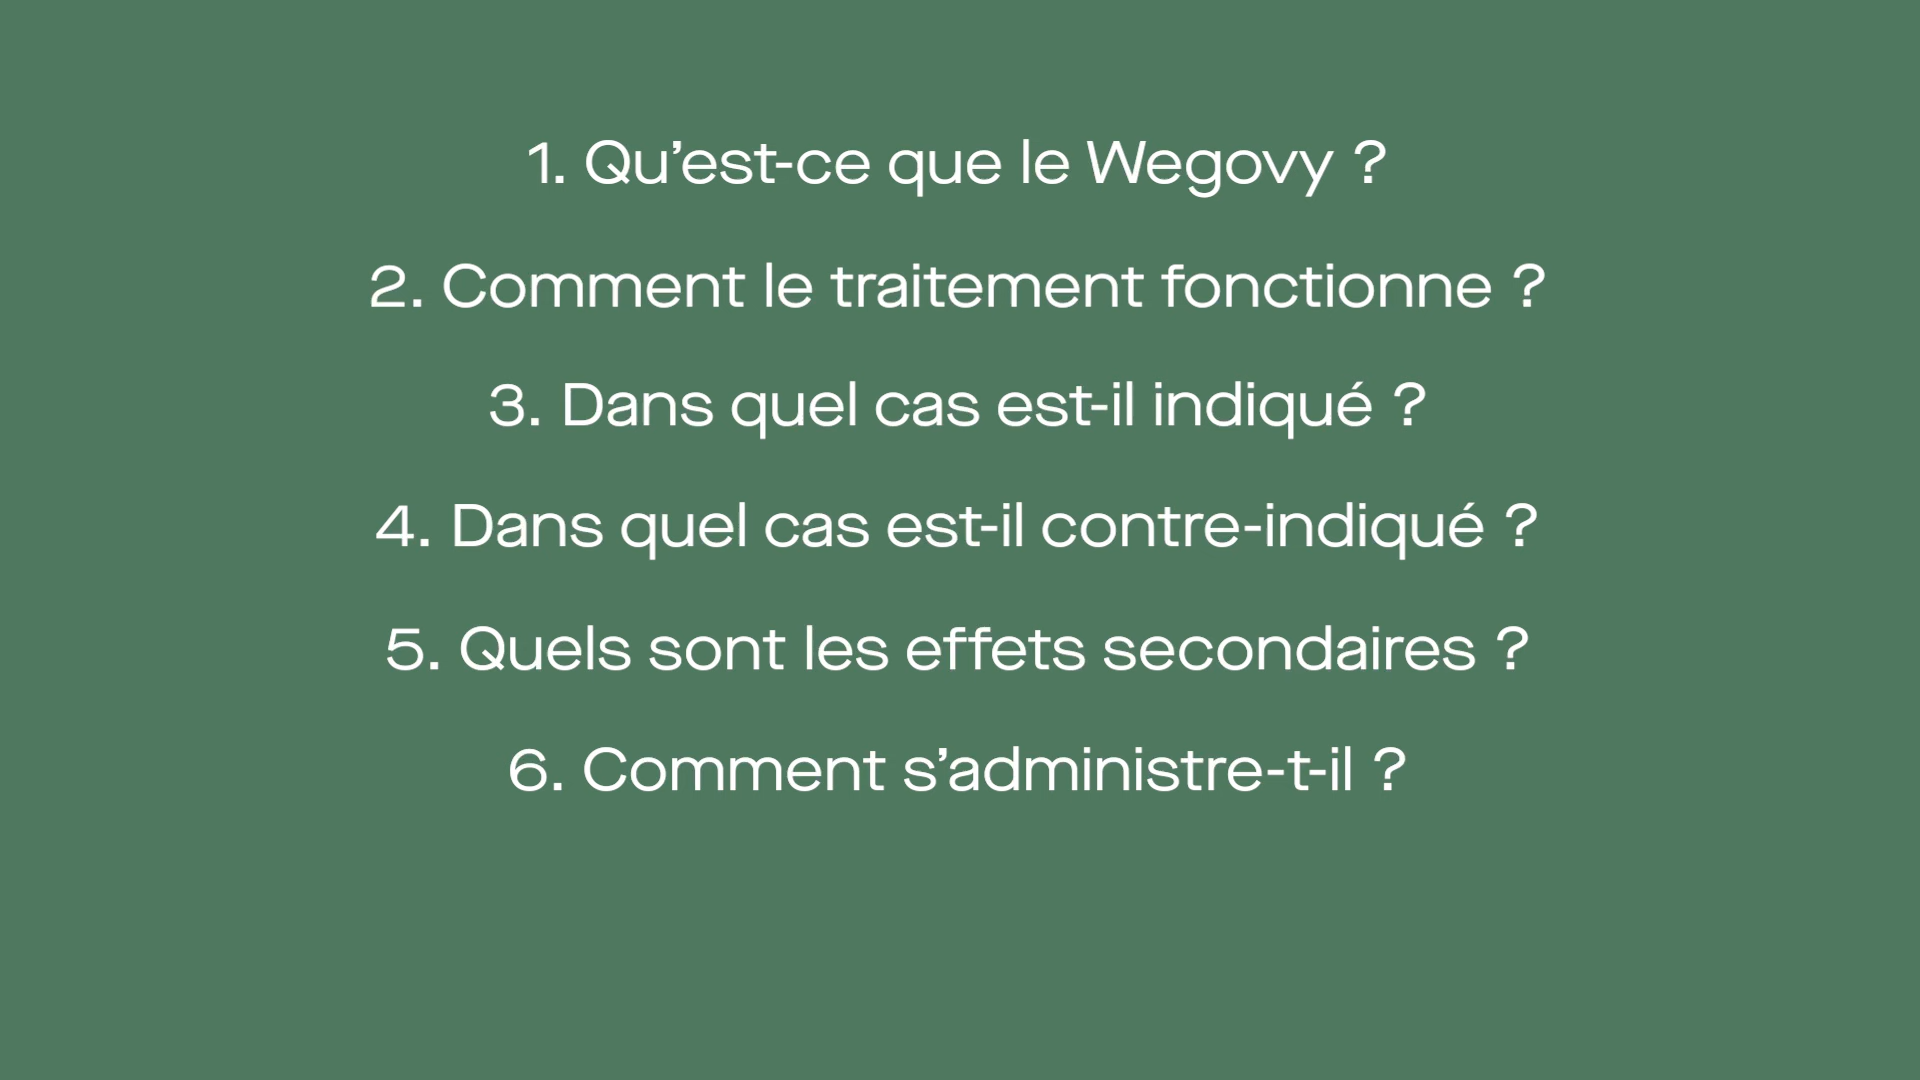 1. Qu’est-ce que le Wegovy ?
2. Comment le traitement fonctionne ?
3. Dans quel cas est-il indiqué ?
4. Dans quel cas est-il contre-indiqué ?
5. Quels sont les effets secondaires ?
6. Comment s’administre-t-il ?